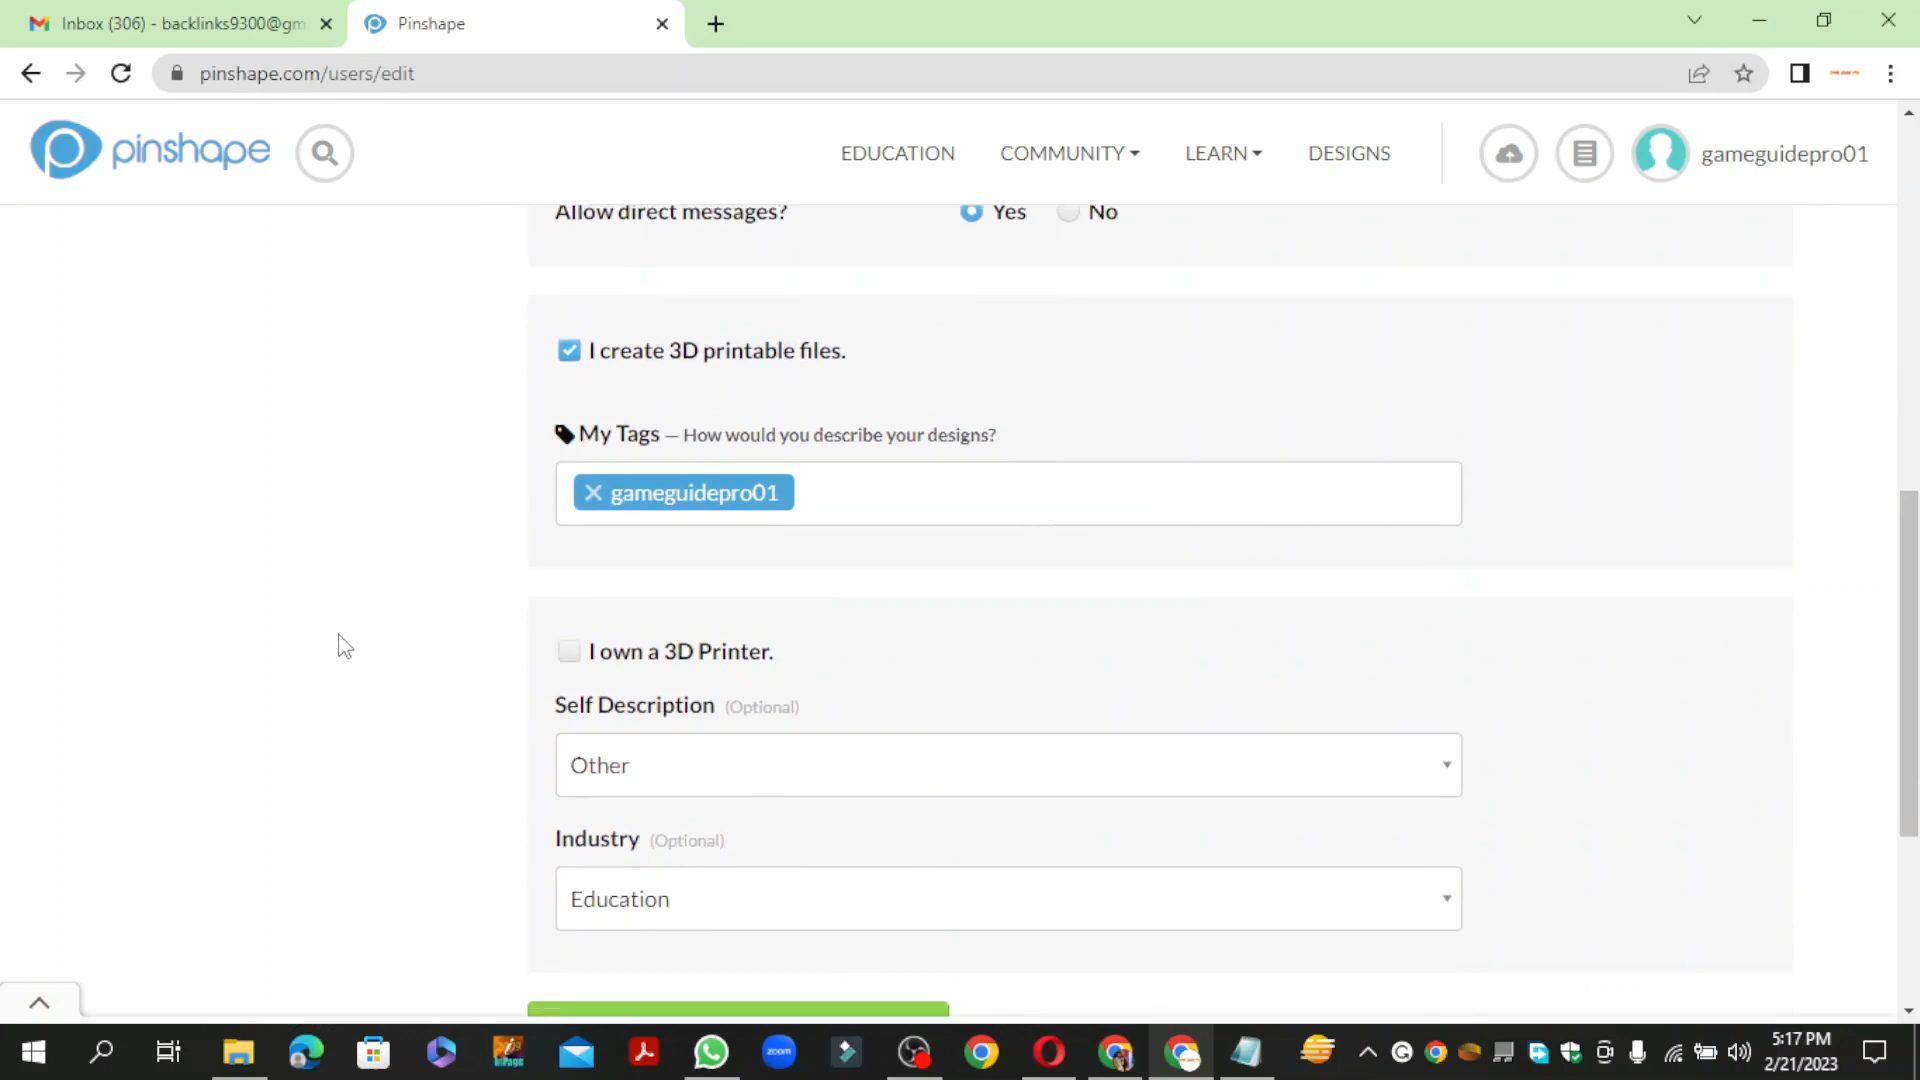 Inbox (306) - backlinks9300@gm
Pinshape
pinshape.com/users/edit
pinshape
EDUCATION
COMMUNITY
LEARN
DESIGNS
gameguidepro01
Allow direct messages?
Yes
No
I create 3D printable files.
My Tags — How would you describe your designs?
gameguidepro01
I own a 3D Printer.
Self Description (Optional)
Other
Industry (Optional)
Education
zoom
InPage
5:17 PM
2/21/2023